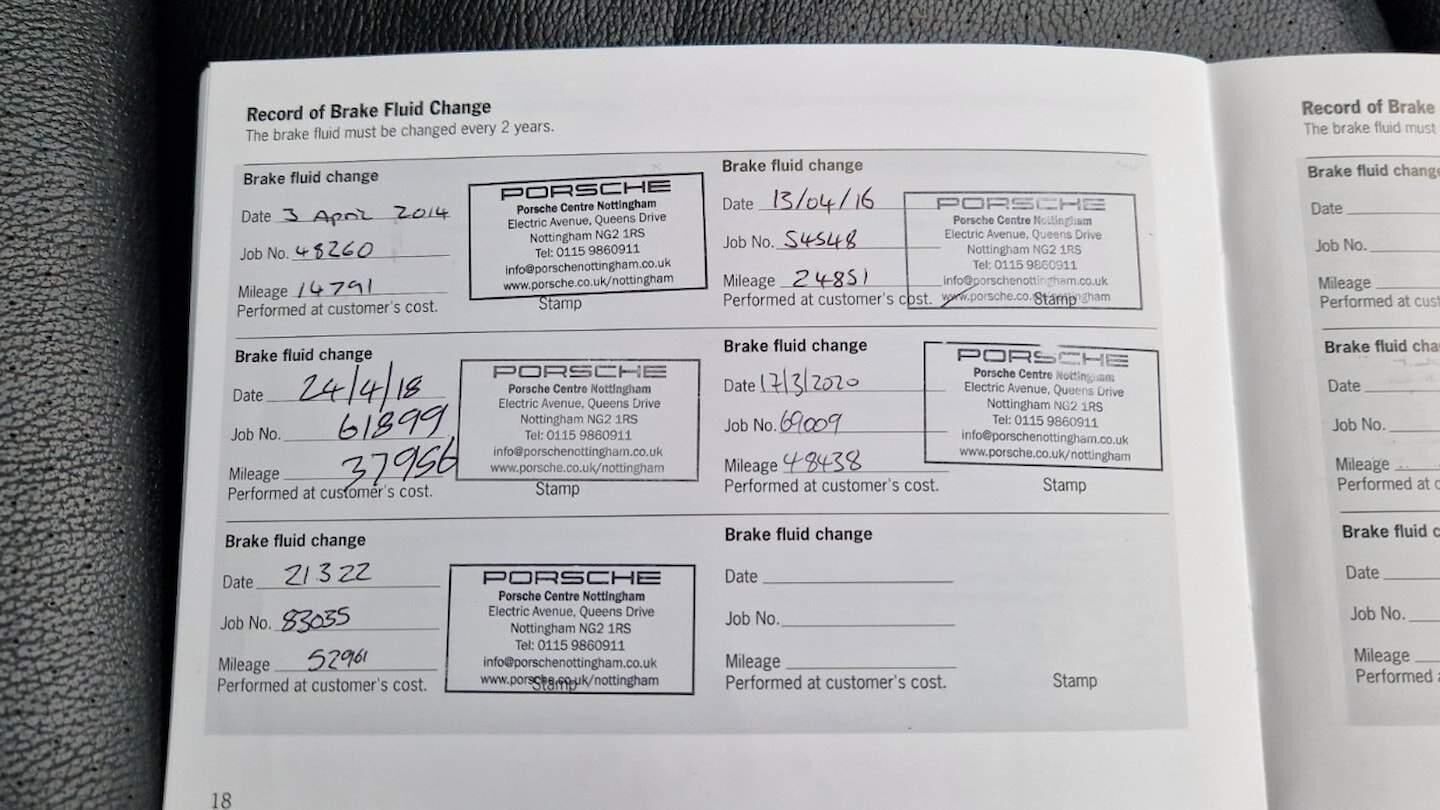 Record of Brake Fluid Change
The brake fluid must be changed every 2 years.
Brake fluid change
Date 3 April 2014
Job No. 48260
Mileage 14791
Performed at customer's cost.
PORSCHE
Porsche Centre Nottingham
Electric Avenue, Queens Drive
Nottingham NG2 1RS
Tel: 0115 9860911
info@porschenottingham.co.uk
www.porsche.co.uk/nottingham
Stamp
Brake fluid change
Date 13/04/16
Job No. 54548
Mileage 24851
Performed at customer's cost.
PORSCHE
Porsche Centre Nottingham
Electric Avenue, Queens Drive
Nottingham NG2 1RS
Tel: 0115 9860911
info@porschenottingham.co.uk
www.porsche.co.uk/nottingham
Stamp
Brake fluid change
Date 24/4/18
Job No. 61899
Mileage 37956
Performed at customer's cost.
PORSCHE
Porsche Centre Nottingham
Electric Avenue, Queens Drive
Nottingham NG2 1RS
Tel: 0115 9860911
info@porschenottingham.co.uk
www.porsche.co.uk/nottingham
Stamp
Brake fluid change
Date 17/3/2020
Job No. 69009
Mileage 48438
Performed at customer's cost.
PORSCHE
Porsche Centre Nottingham
Electric Avenue, Queens Drive
Nottingham NG2 1RS
Tel: 0115 9860911
info@porschenottingham.co.uk
www.porsche.co.uk/nottingham
Stamp
Brake fluid change
Date 21 3 22
Job No. 83035
Mileage 52961
Performed at customer's cost.
PORSCHE
Porsche Centre Nottingham
Electric Avenue, Queens Drive
Nottingham NG2 1RS
Tel: 0115 9860911
info@porschenottingham.co.uk
www.porsche.co.uk/nottingham
Stamp
Brake fluid change
Date
Job No.
Mileage
Performed at customer's cost.
Stamp
18
Record of Brake
The brake fluid must
Brake fluid change
Date
Job No.
Mileage
Performed at cust
Brake fluid cha
Date
Job No.
Mileage
Performed at c
Brake fluid c
Date
Job No.
Mileage
Performed a